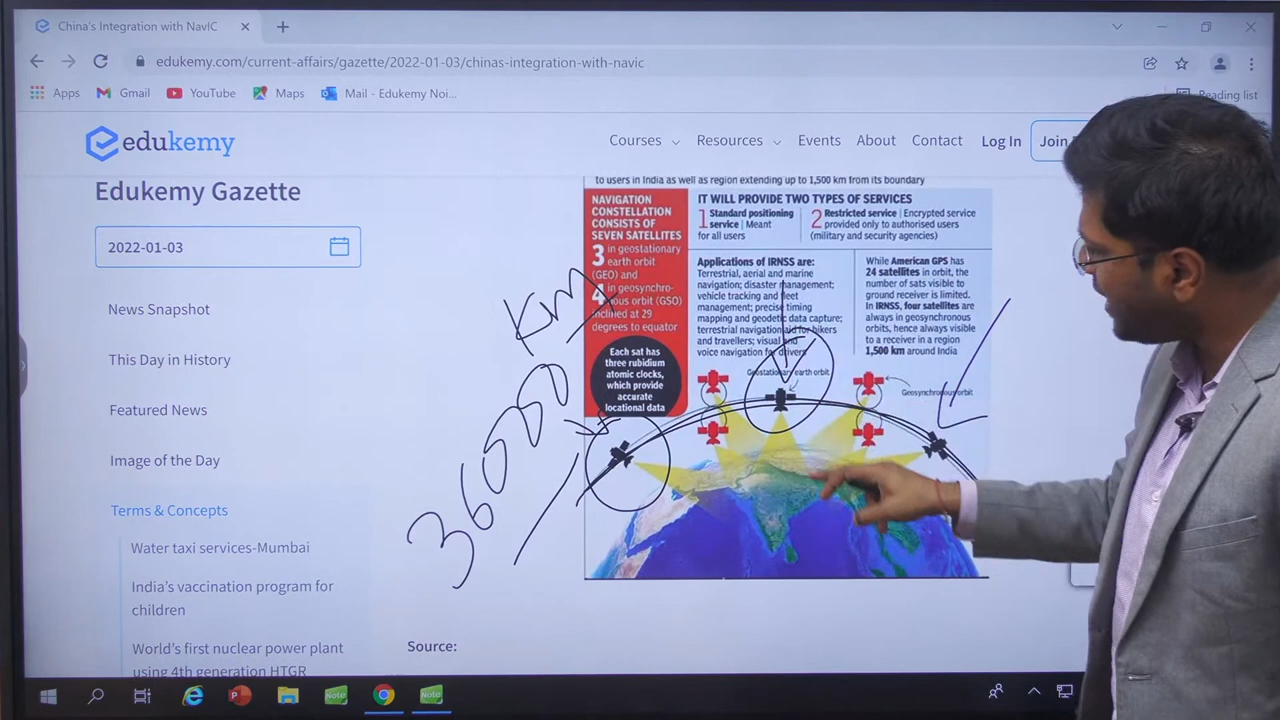 China's Integration with NavIC
edukemy.com/current-affairs/gazette/2022-01-03/chinas-integration-with-navic
Apps
Gmail
YouTube
Maps
Mail - Edukemy Noi...
Reading list
edukemy
Courses
Resources
Events
About
Contact
Log In
Join
Edukemy Gazette
2022-01-03
News Snapshot
This Day in History
Featured News
Image of the Day
Terms & Concepts
Water taxi services-Mumbai
India's vaccination program for
children
World's first nuclear power plant
using 4th generation HTGR
to users in India as well as region extending up to 1,500 km from its boundary
NAVIGATION
CONSTELLATION
CONSISTS OF
SEVEN SATELLITES
3 in geostationary
earth orbit
(GEO) and
4 in geosynchro-
nous orbit (GSO)
inclined at 29
degrees to equator
Each sat has
three rubidium
atomic clocks,
which provide
accurate
locational data
IT WILL PROVIDE TWO TYPES OF SERVICES
1 Standard positioning
service | Meant
for all users
2 Restricted service | Encrypted service
provided only to authorised users
(military and security agencies)
Applications of IRNSS are:
Terrestrial, aerial and marine
navigation; disaster management;
vehicle tracking and fleet
management; precise timing
mapping and geodetic data capture;
terrestrial navigation aid for hikers
and travellers; visual and
voice navigation for drivers
While American GPS has
24 satellites in orbit, the
number of sats visible to
ground receiver is limited.
In IRNSS, four satellites are
always in geosynchronous
orbits, hence always visible
to a receiver in a region
1,500 km around India
Geostationary earth orbit
Geosynchronous orbit
36000 Km
Source:
Note
Note